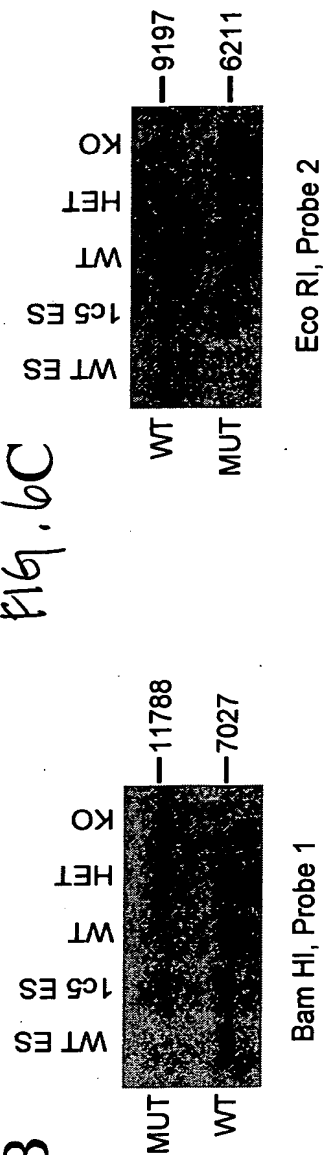 B
WT ES
1c5 ES
WT
HET
KO
MUT
WT
11788
7027
Bam HI, Probe 1
FIG. 6C
WT ES
1c5 ES
WT
HET
KO
WT
MUT
9197
6211
Eco RI, Probe 2